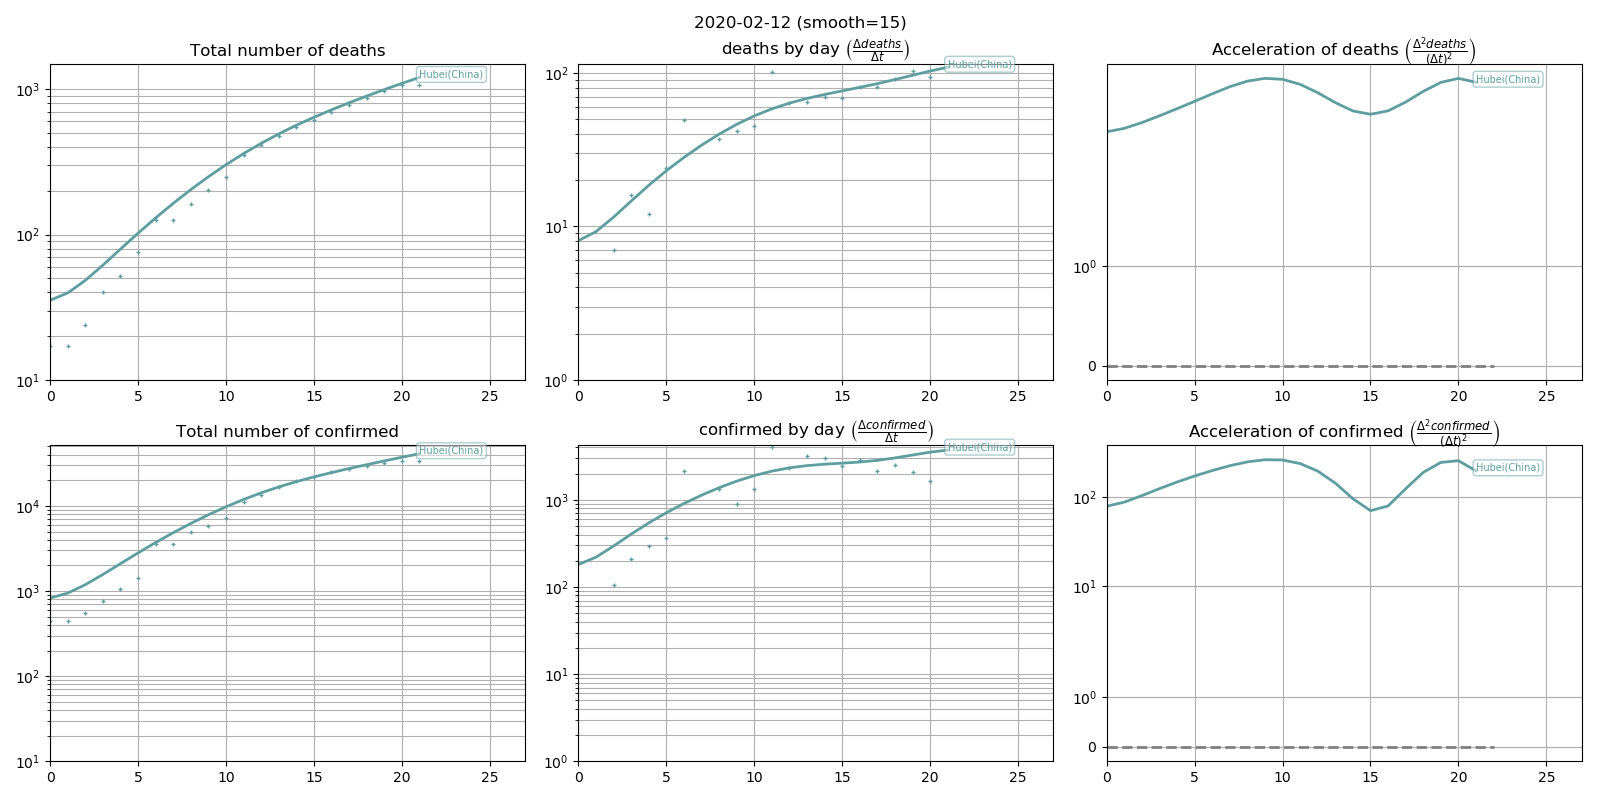 2020-02-12 (smooth=15)
Total number of deaths
deaths by day (Δdeaths/Δt)
Acceleration of deaths (Δ²deaths/(Δt)²)
Hubei(China)
Hubei(China)
Hubei(China)
10³
10²
10¹
0 5 10 15 20 25
10²
10¹
10⁰
0 5 10 15 20 25
10⁰
0
0 5 10 15 20 25
Total number of confirmed
confirmed by day (Δconfirmed/Δt)
Acceleration of confirmed (Δ²confirmed/(Δt)²)
Hubei(China)
Hubei(China)
Hubei(China)
10⁴
10³
10²
10¹
0 5 10 15 20 25
10³
10²
10¹
10⁰
0 5 10 15 20 25
10²
10¹
10⁰
0
0 5 10 15 20 25